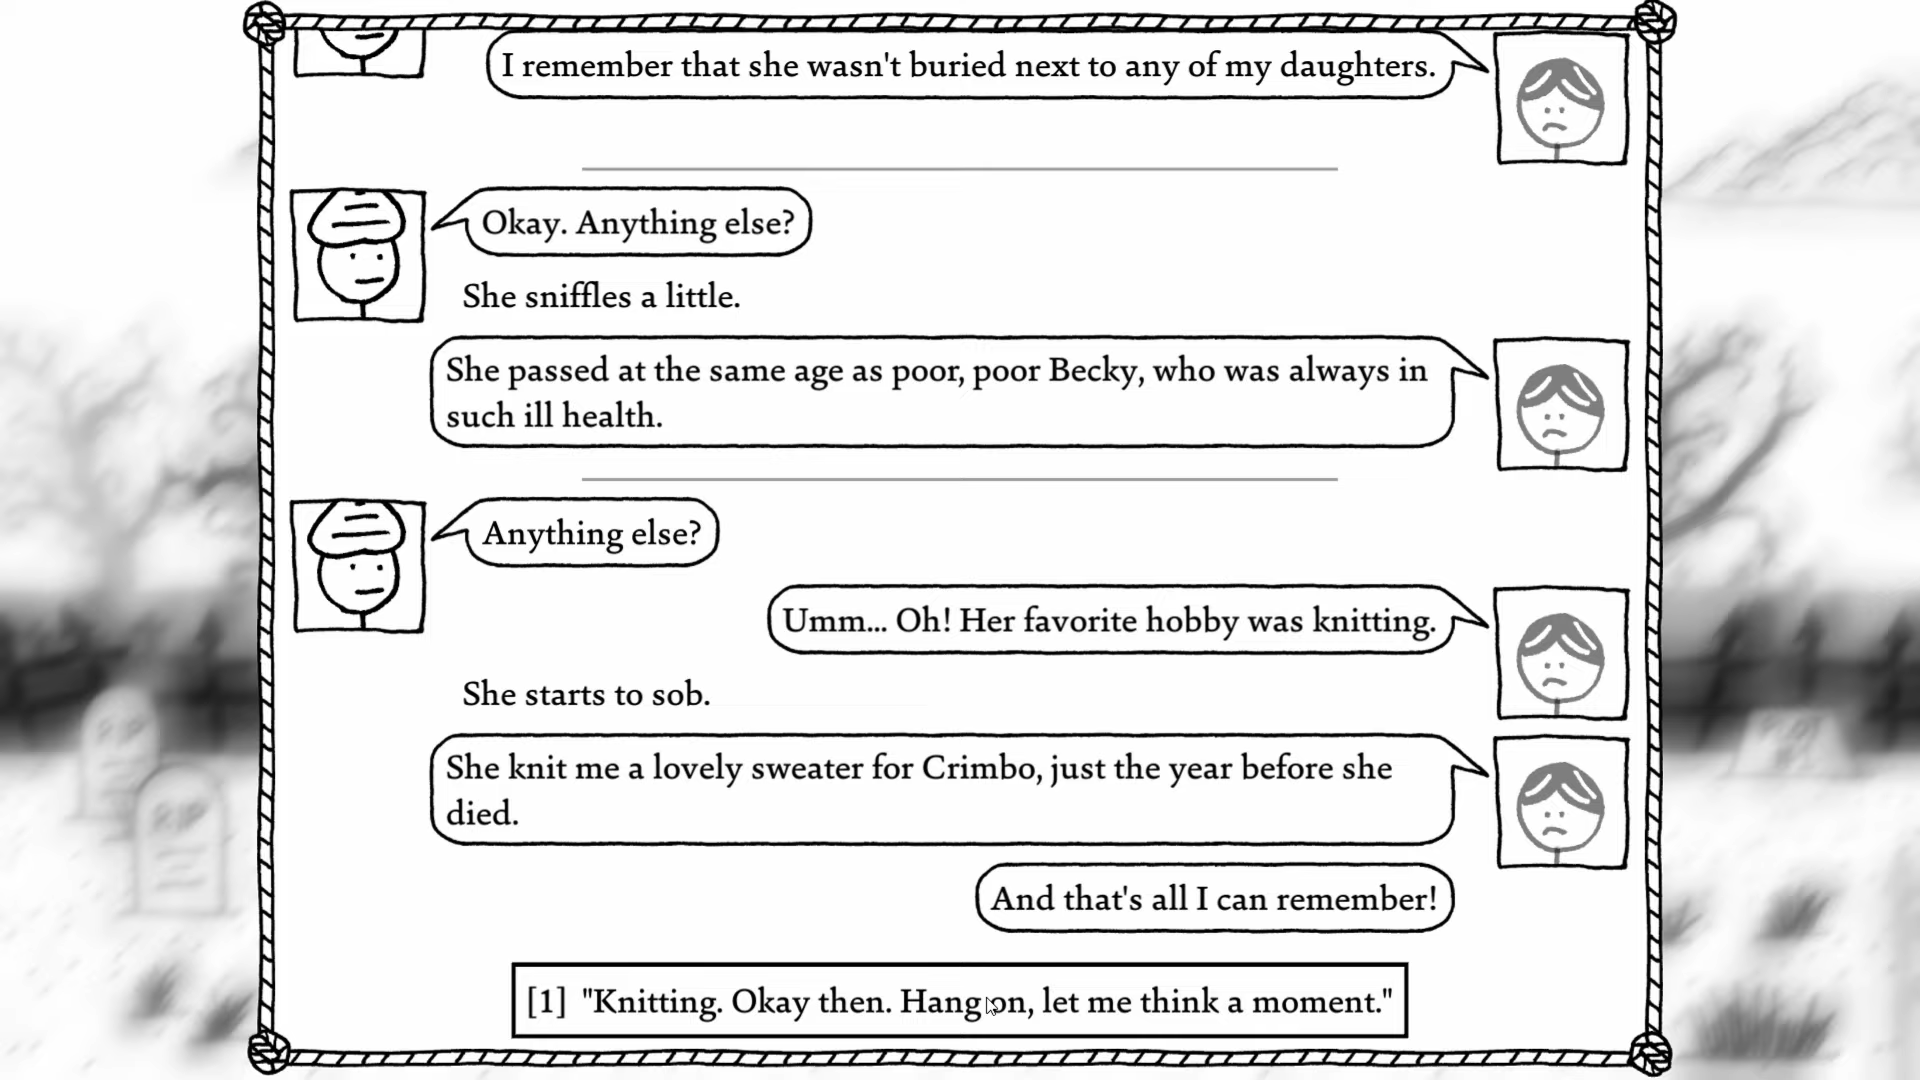 I remember that she wasn't buried next to any of my daughters.
Okay. Anything else?
She sniffles a little.
She passed at the same age as poor, poor Becky, who was always in
such ill health.
Anything else?
Umm... Oh! Her favorite hobby was knitting.
She starts to sob.
She knit me a lovely sweater for Crimbo, just the year before she
died.
And that's all I can remember!
[1] "Knitting. Okay then. Hang on, let me think a moment."
RIP
RIP